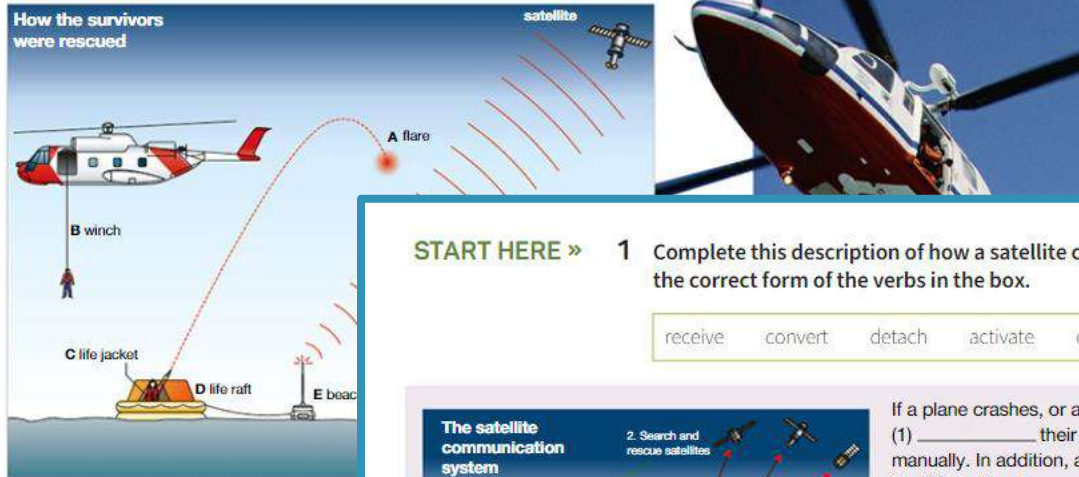 How the survivors
were rescued
satellite
A flare
B winch
C life jacket
D life raft
E
START HERE »
1 Complete this description of how a satellite
the correct form of the verbs in the box.
receive convert detach activate
The satellite
communication
system
2. Search and
rescue satellites
If a plane crashes, or
(1) ____________ their
manually. In addition,